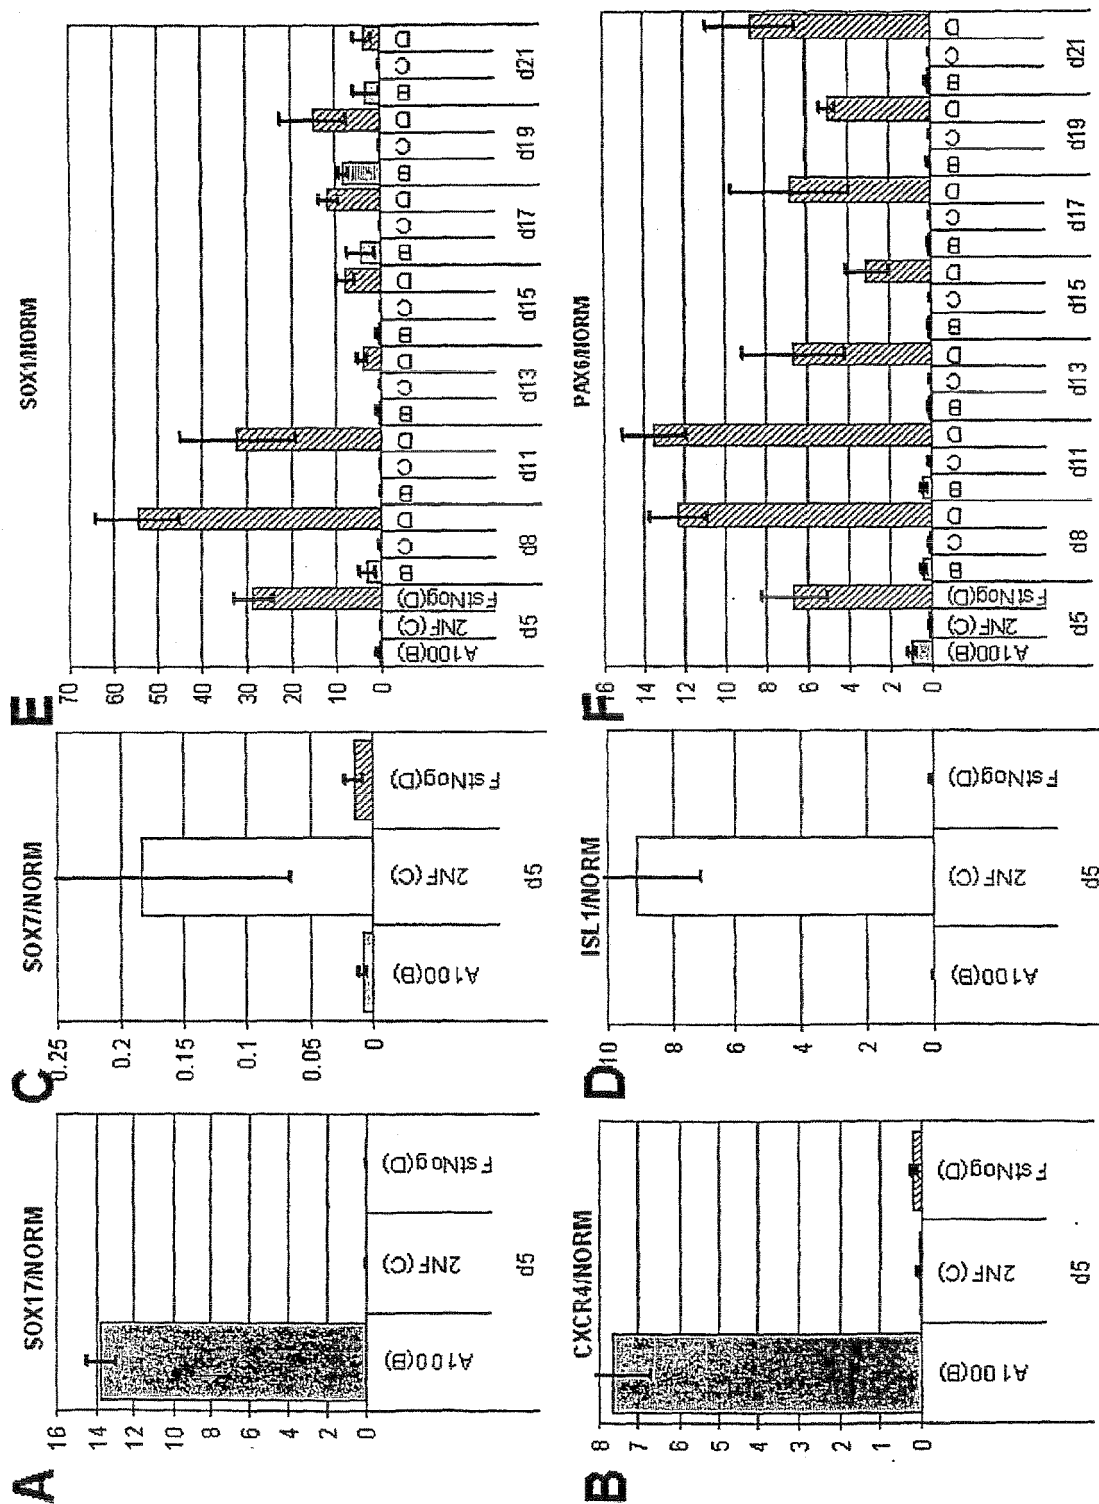 A
SOX17/NORM
16
14
12
10
8
6
4
2
0
A100(B)
2NF(C)
FstNog(D)
d5
B
CXCR4/NORM
8
7
6
5
4
3
2
1
0
A100(B)
2NF(C)
FstNog(D)
d5
C
SOX7/NORM
0.25
0.2
0.15
0.1
0.05
0
A100(B)
2NF(C)
FstNog(D)
d5
D
ISL1/NORM
10
8
6
4
2
0
A100(B)
2NF(C)
FstNog(D)
d5
E
SOX1/NORM
70
60
50
40
30
20
10
0
A100(B) 2NF(C) FstNog(D) B C D B C D B C D B C D B C D B C D B C D
d5 d8 d11 d13 d15 d17 d19 d21
F
PAX6/NORM
16
14
12
10
8
6
4
2
0
A100(B) 2NF(C) FstNog(D) B C D B C D B C D B C D B C D B C D B C D
d5 d8 d11 d13 d15 d17 d19 d21